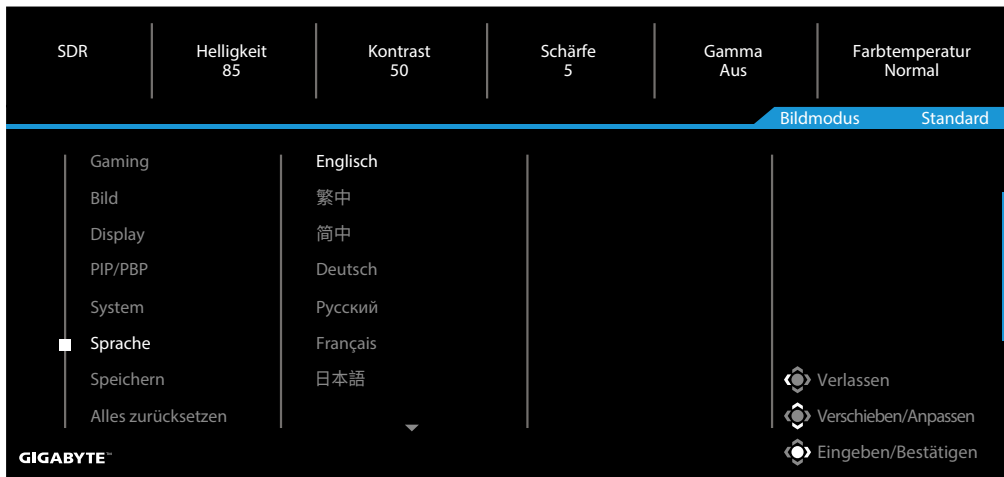 SDR
Helligkeit
85
Kontrast
50
Schärfe
5
Gamma
Aus
Farbtemperatur
Normal
Bildmodus Standard
Gaming
Bild
Display
PIP/PBP
System
Sprache
Speichern
Alles zurücksetzen
Englisch
繁中
简中
Deutsch
Русский
Français
日本語
Verlassen
Verschieben/Anpassen
Eingeben/Bestätigen
GIGABYTE™